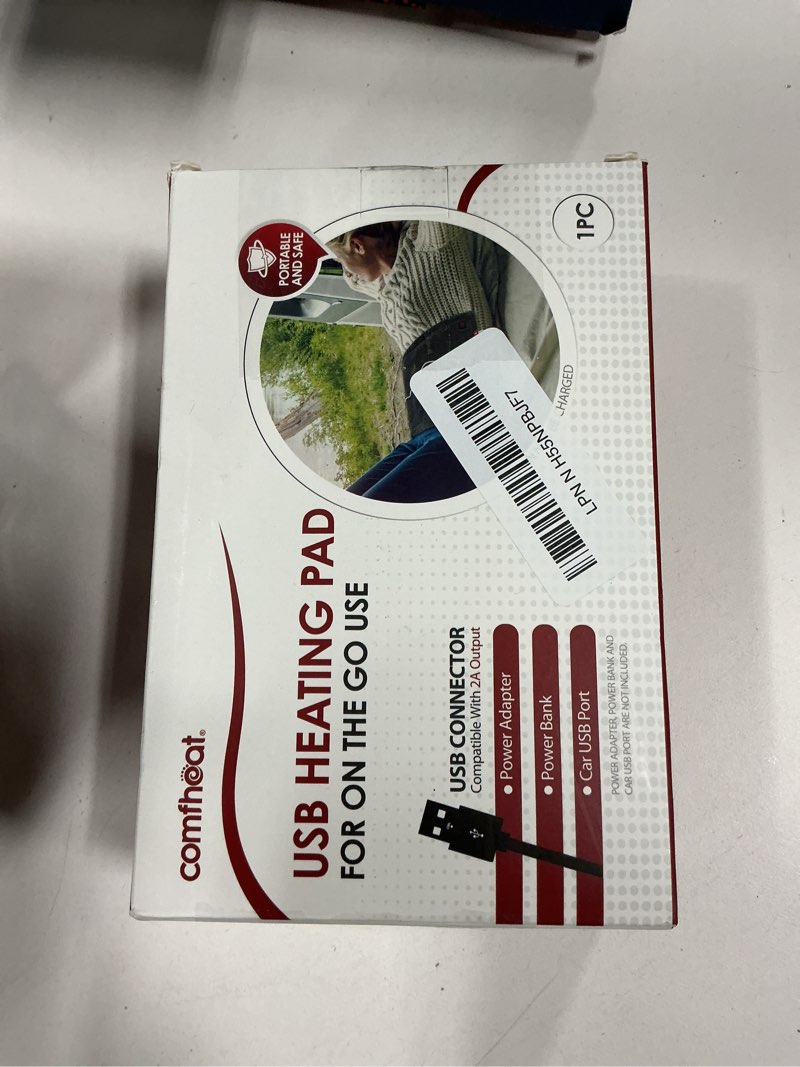 comfheat®
USB HEATING PAD
FOR ON THE GO USE
PORTABLE
AND SAFE
1PC
HARGED
LPN N H55NPBJF7
USB CONNECTOR
Compatible With 2A Output
• Power Adapter
• Power Bank
• Car USB Port
POWER ADAPTER, POWER BANK AND
CAR USB PORT ARE NOT INCLUDED.